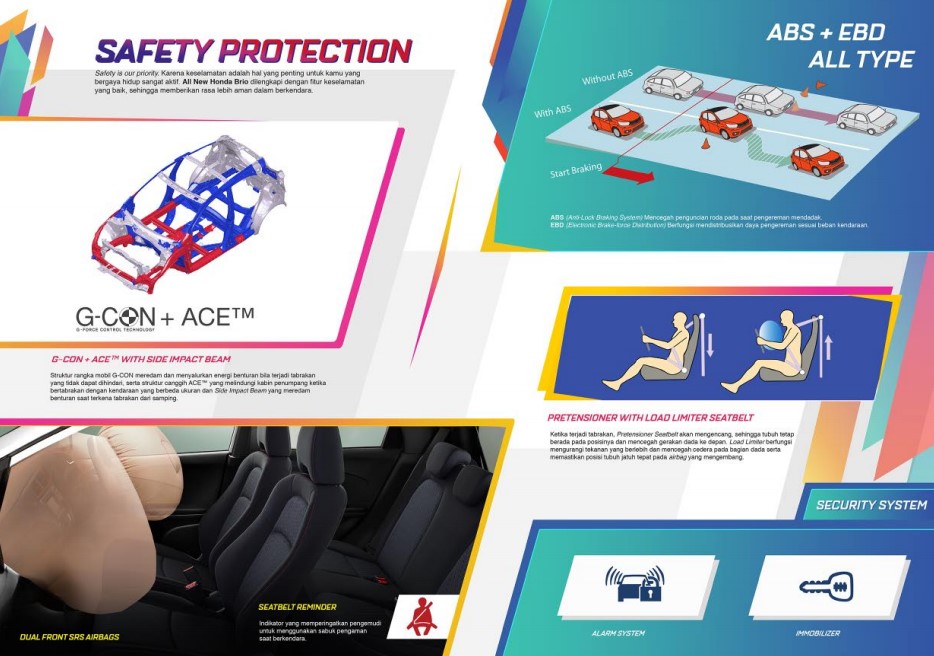 SAFETY PROTECTION
Safety is our priority. Karena keselamatan adalah hal yang penting untuk kamu yang
bergaya hidup sangat aktif. All New Honda Brio dilengkapi dengan fitur keselamatan
yang baik, sehingga memberikan rasa lebih aman dalam berkendara.
G-CON + ACE™
G-FORCE CONTROL TECHNOLOGY
G-CON + ACE™ WITH SIDE IMPACT BEAM
Struktur rangka mobil G-CON meredam dan menyalurkan energi benturan bila terjadi tabrakan
yang tidak dapat dihindari, serta struktur canggih ACE™ yang melindungi kabin penumpang ketika
bertabrakan dengan kendaraan yang berbeda ukuran dan Side Impact Beam yang meredam
benturan saat terkena tabrakan dari samping.
DUAL FRONT SRS AIRBAGS
SEATBELT REMINDER
Indikator yang memperingatkan pengemudi
untuk menggunakan sabuk pengaman
saat berkendara.
ABS + EBD
ALL TYPE
Without ABS
With ABS
Start Braking
ABS (Anti-Lock Braking System) Mencegah penguncian roda pada saat pengereman mendadak.
EBD (Electronic Brake-force Distribution) Berfungsi mendistribusikan daya pengereman sesuai beban kendaraan.
PRETENSIONER WITH LOAD LIMITER SEATBELT
Ketika terjadi tabrakan, Pretensioner Seatbelt akan mengencang, sehingga tubuh tetap
berada pada posisinya dan mencegah gerakan dada ke depan. Load Limiter berfungsi
mengurangi tekanan yang berlebih dan mencegah cedera pada bagian dada serta
memastikan posisi tubuh jatuh tepat pada airbag yang mengembang.
SECURITY SYSTEM
ALARM SYSTEM
IMMOBILIZER